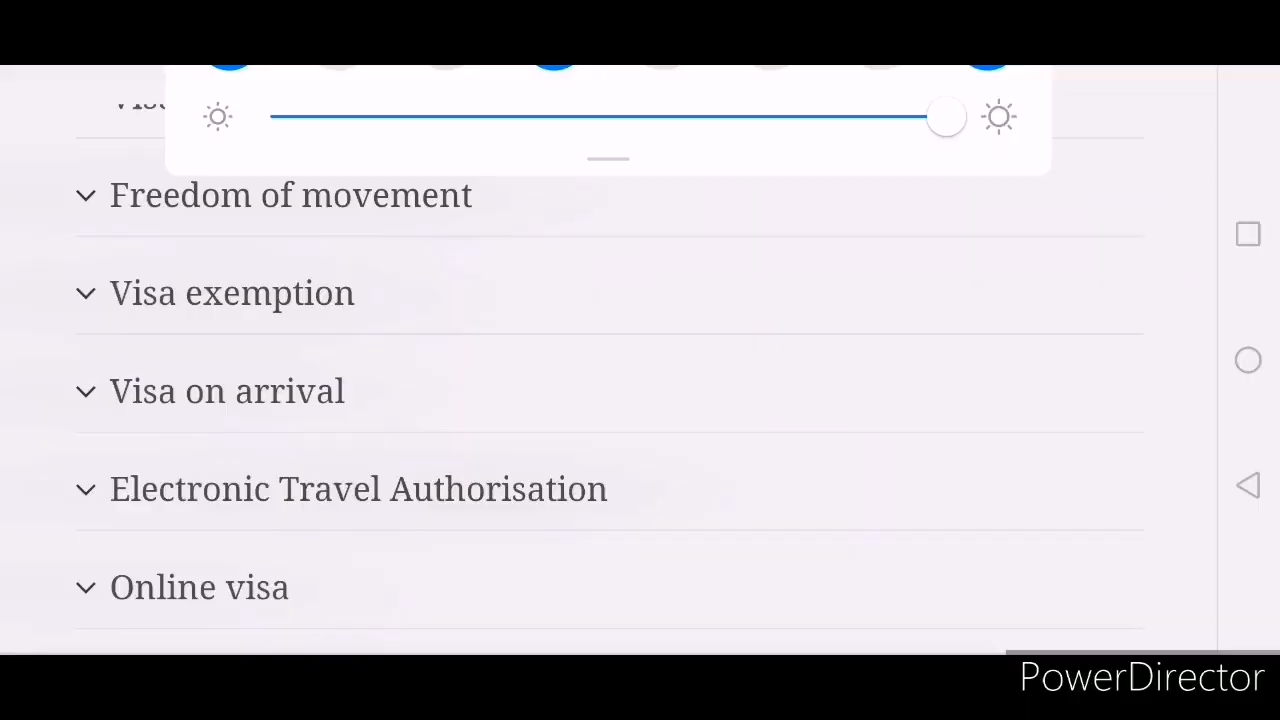 Freedom of movement
Visa exemption
Visa on arrival
Electronic Travel Authorisation
Online visa
PowerDirector